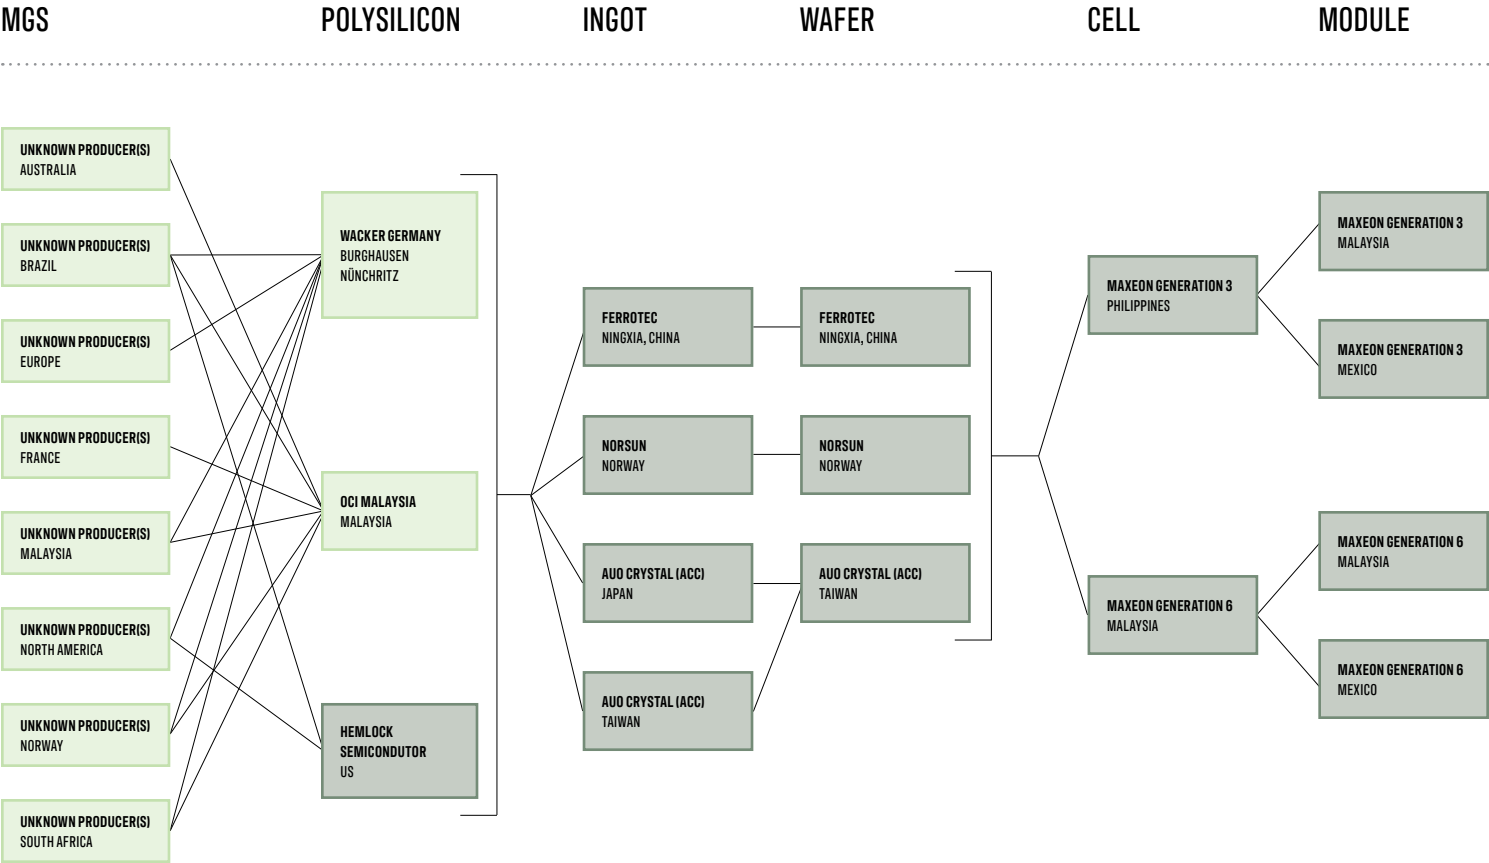 MGS
POLYSILICON
INGOT
WAFER
CELL
MODULE
UNKNOWN PRODUCER(S)
AUSTRALIA
UNKNOWN PRODUCER(S)
BRAZIL
UNKNOWN PRODUCER(S)
EUROPE
UNKNOWN PRODUCER(S)
FRANCE
UNKNOWN PRODUCER(S)
MALAYSIA
UNKNOWN PRODUCER(S)
NORTH AMERICA
UNKNOWN PRODUCER(S)
NORWAY
UNKNOWN PRODUCER(S)
SOUTH AFRICA
WACKER GERMANY
BURGHAUSEN
NÜNCHRITZ
OCI MALAYSIA
MALAYSIA
HEMLOCK
SEMICONDUTOR
US
FERROTEC
NINGXIA, CHINA
NORSUN
NORWAY
AUO CRYSTAL (ACC)
JAPAN
AUO CRYSTAL (ACC)
TAIWAN
FERROTEC
NINGXIA, CHINA
NORSUN
NORWAY
AUO CRYSTAL (ACC)
TAIWAN
MAXEON GENERATION 3
PHILIPPINES
MAXEON GENERATION 6
MALAYSIA
MAXEON GENERATION 3
MALAYSIA
MAXEON GENERATION 3
MEXICO
MAXEON GENERATION 6
MALAYSIA
MAXEON GENERATION 6
MEXICO